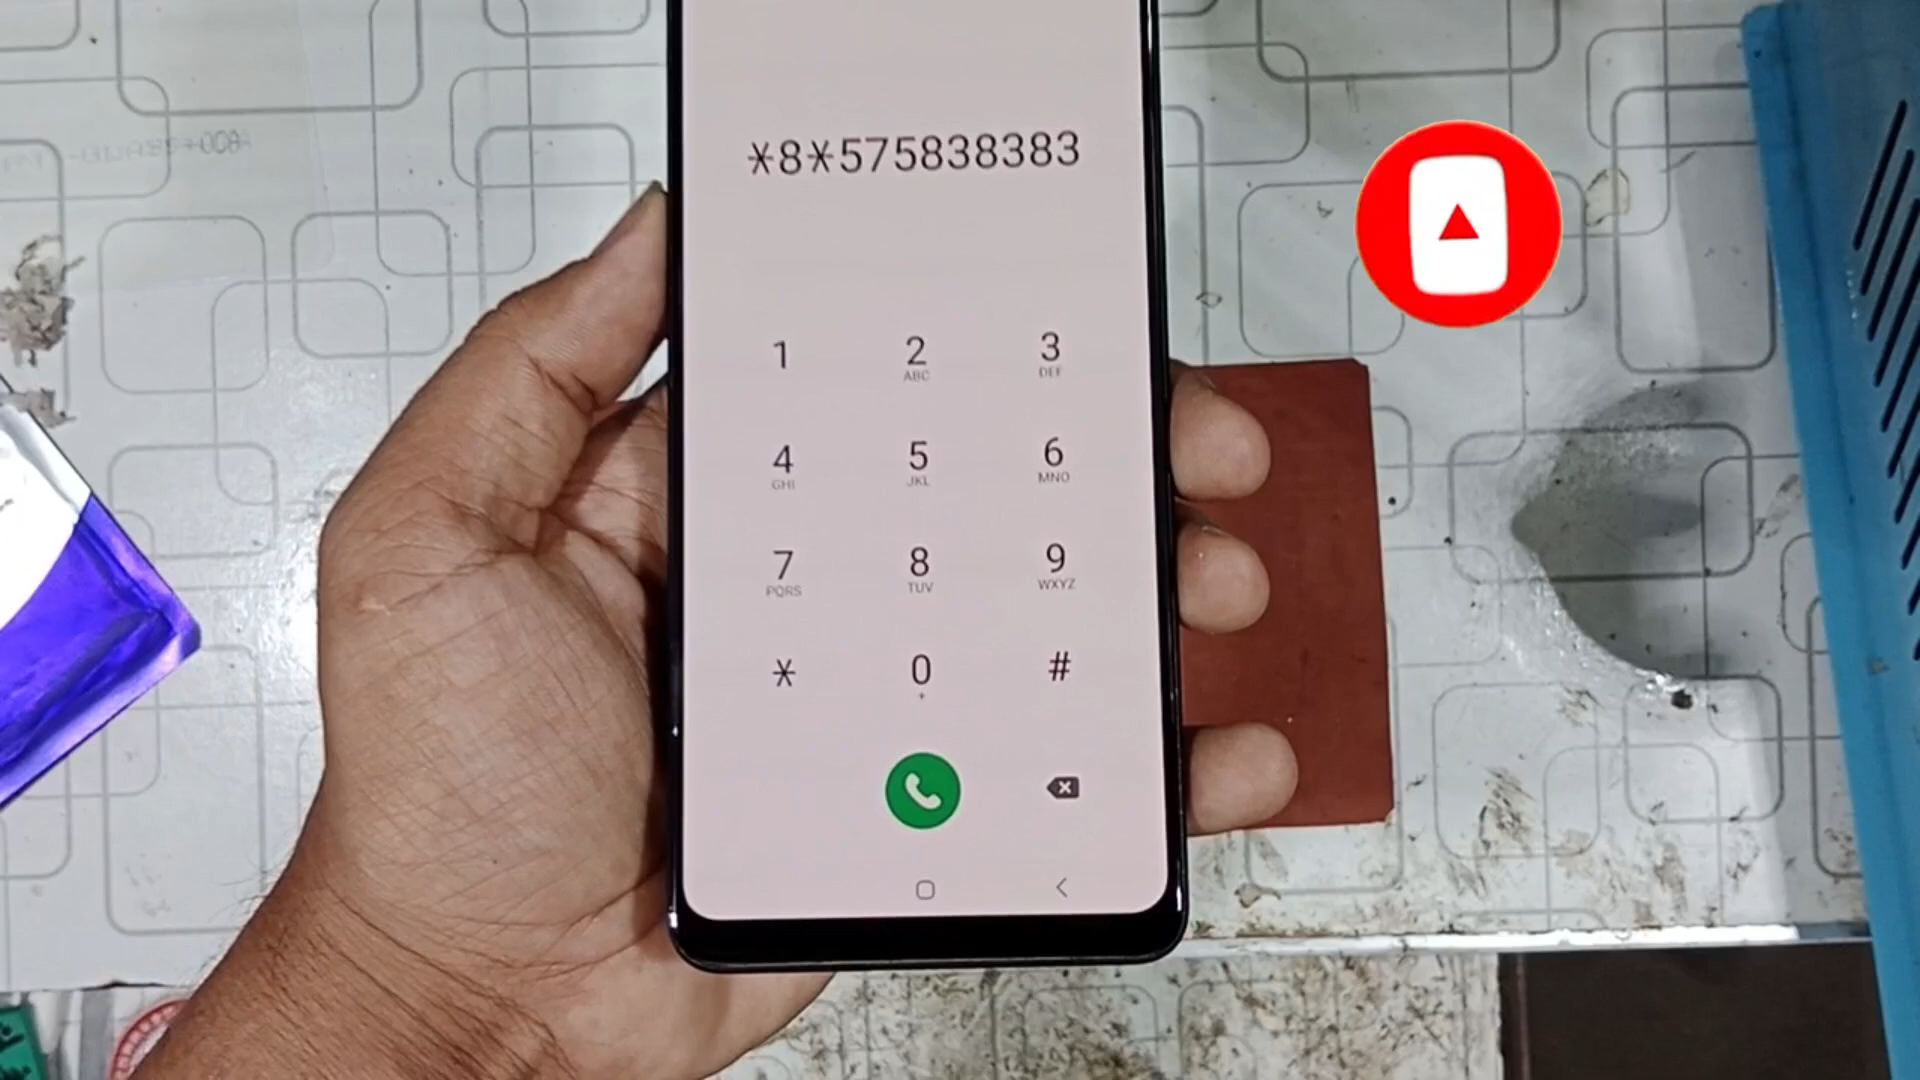 *8*575838383
1 2 3
ABC DEF
4 5 6
GHI JKL MNO
7 8 9
PQRS TUV WXYZ
* 0 #
+